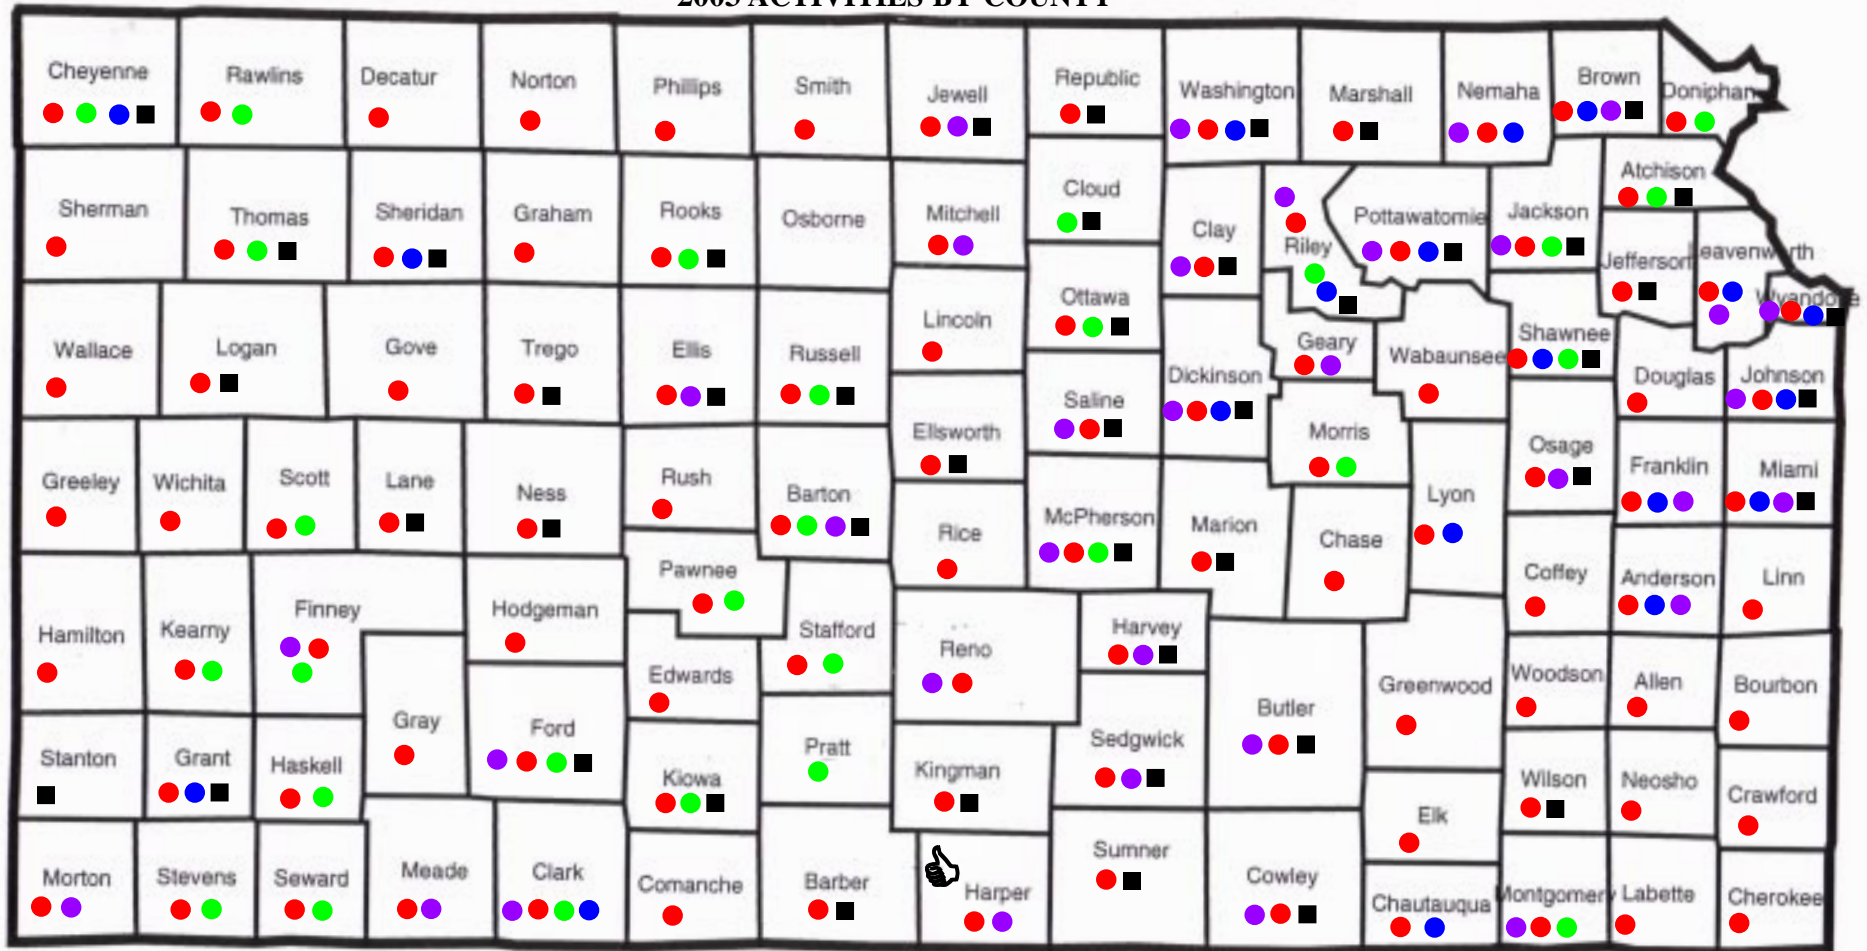 2005 ACTIVITIES BY COUNTY
Cheyenne Rawlins Decatur Norton Phillips Smith Jewell Republic Washington Marshall Nemaha Brown Doniphan
Atchison
Sherman Thomas Sheridan Graham Rooks Osborne Mitchell Cloud Clay Riley Pottawatomie Jackson
Jefferson Leavenworth
Wyandotte
Wallace Logan Gove Trego Ellis Russell Lincoln Ottawa Geary Wabaunsee Shawnee
Dickinson Douglas Johnson
Saline
Ellsworth Morris Osage
Greeley Wichita Scott Lane Ness Rush Barton Franklin Miami
Rice McPherson Marion Chase Lyon
Pawnee Coffey Anderson Linn
Hamilton Kearny Finney Hodgeman Stafford Reno Harvey
Edwards Woodson Allen Bourbon
Gray Ford Butler Greenwood
Stanton Grant Haskell Kiowa Pratt Kingman Sedgwick Wilson Neosho Crawford
Elk
Morton Stevens Seward Meade Clark Comanche Barber Harper Sumner Cowley Chautauqua Montgomery Labette Cherokee